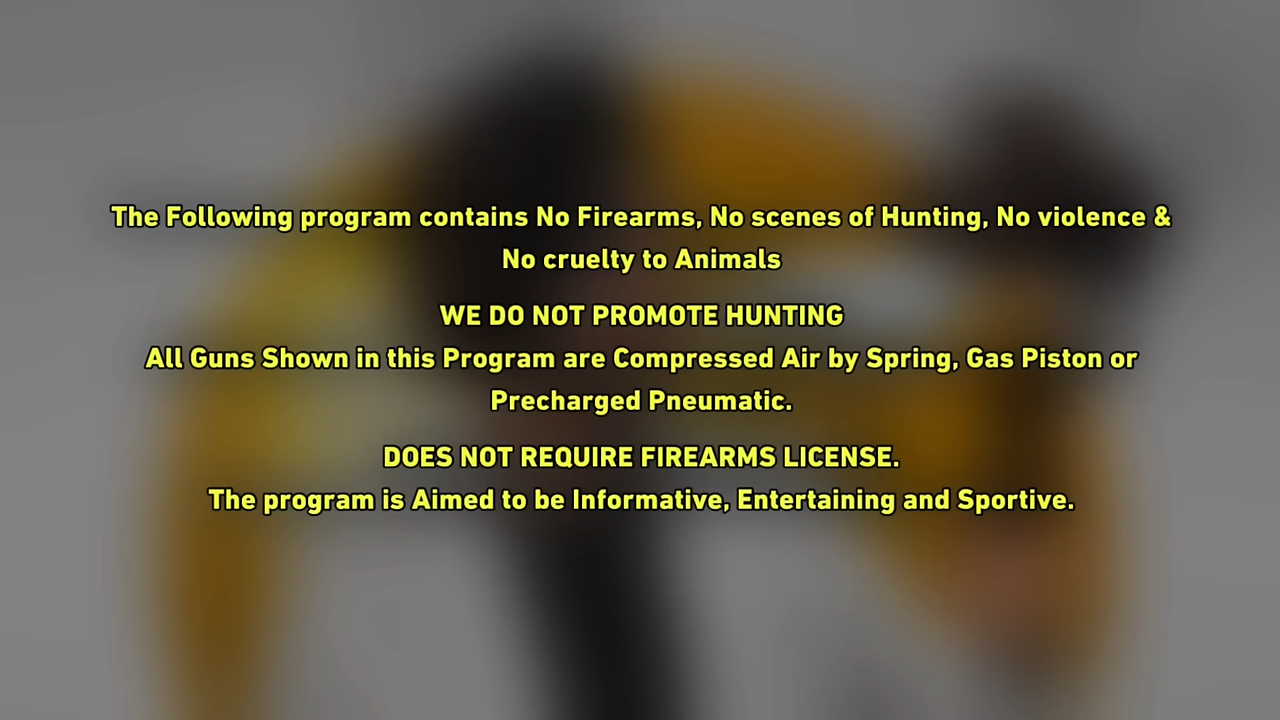 The Following program contains No Firearms, No scenes of Hunting, No violence &
No cruelty to Animals
WE DO NOT PROMOTE HUNTING
All Guns Shown in this Program are Compressed Air by Spring, Gas Piston or
Precharged Pneumatic.
DOES NOT REQUIRE FIREARMS LICENSE.
The program is Aimed to be Informative, Entertaining and Sportive.